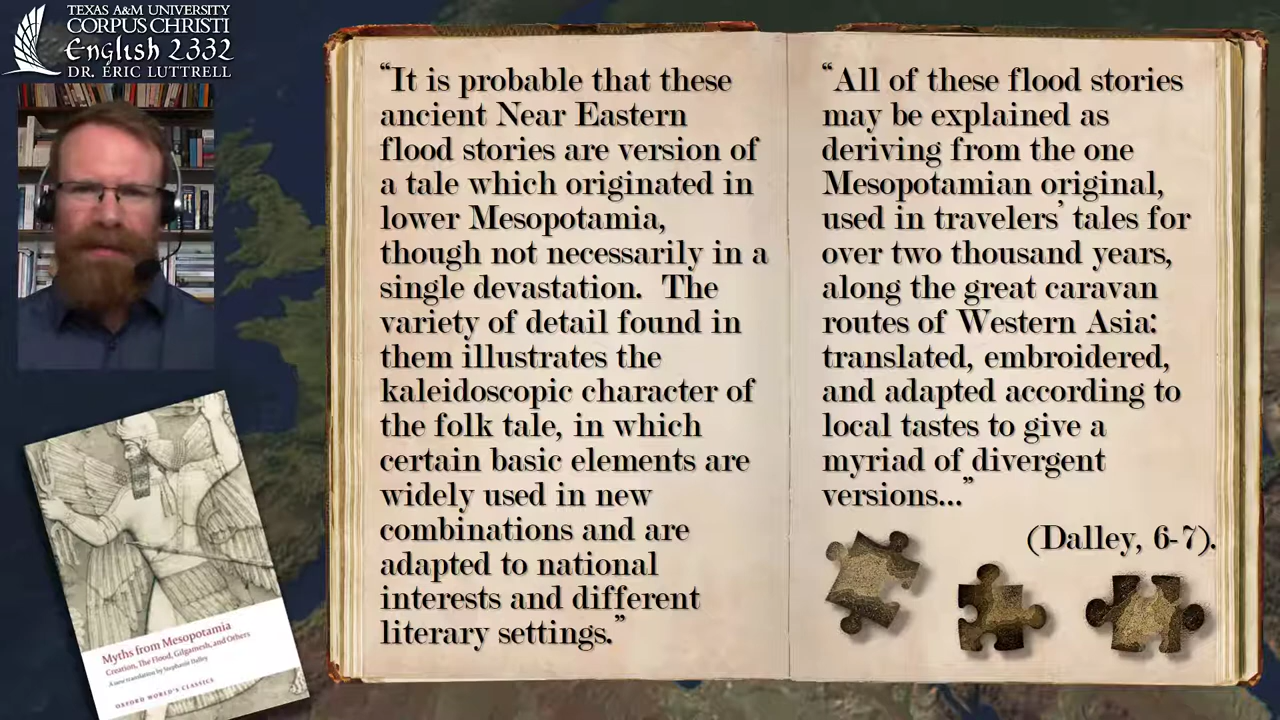 TEXAS A&M UNIVERSITY
CORPUS CHRISTI
English 2332
DR. ERIC LUTTRELL
“It is probable that these
ancient Near Eastern
flood stories are version of
a tale which originated in
lower Mesopotamia,
though not necessarily in a
single devastation.  The
variety of detail found in
them illustrates the
kaleidoscopic character of
the folk tale, in which
certain basic elements are
widely used in new
combinations and are
adapted to national
interests and different
literary settings.”
“All of these flood stories
may be explained as
deriving from the one
Mesopotamian original,
used in travelers’ tales for
over two thousand years,
along the great caravan
routes of Western Asia:
translated, embroidered,
and adapted according to
local tastes to give a
myriad of divergent
versions...”
(Dalley, 6-7).
Myths from Mesopotamia
Creation, The Flood, Gilgamesh, and Others
A new translation by Stephanie Dalley
OXFORD WORLD'S CLASSICS